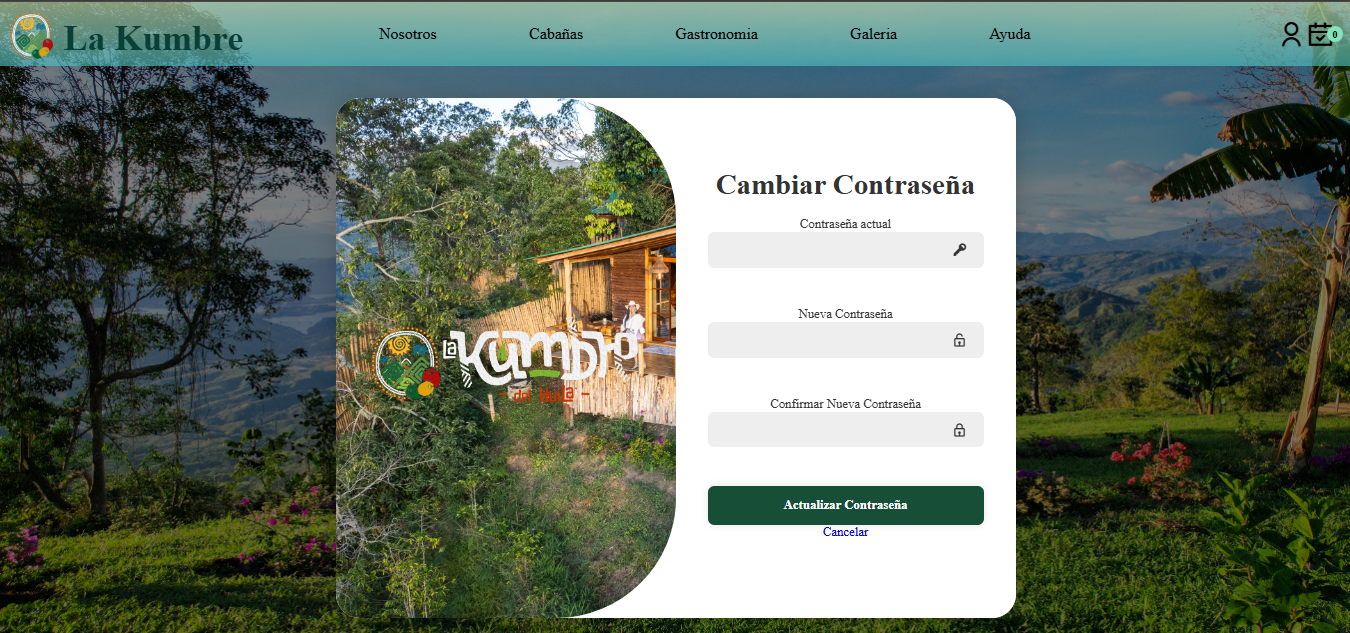 La Kumbre
Nosotros
Cabañas
Gastronomia
Galeria
Ayuda
0
la Kumbre
del Huila
Cambiar Contraseña
Contraseña actual
Nueva Contraseña
Confirmar Nueva Contraseña
Actualizar Contraseña
Cancelar